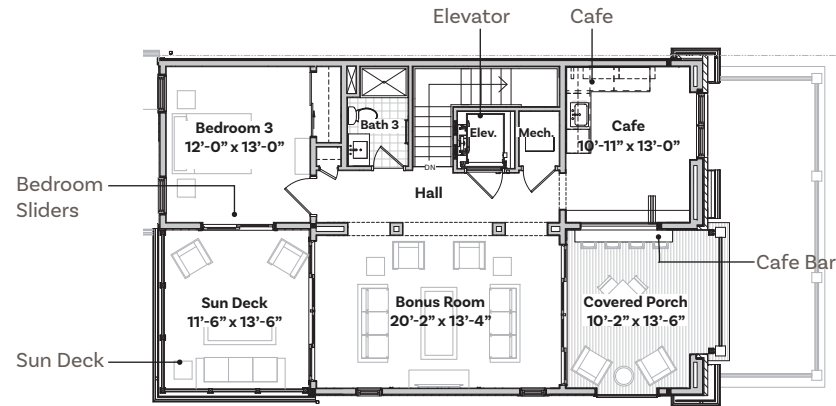 Elevator
Cafe
Bath 3
Elev.
Mech.
Bedroom 3
12’-0” x 13’-0”
Cafe
10’-11” x 13’-0”
DN
Bedroom
Sliders
Hall
Cafe Bar
Sun Deck
11’-6” x 13’-6”
Bonus Room
20’-2” x 13’-4”
Covered Porch
10’-2” x 13’-6”
Sun Deck